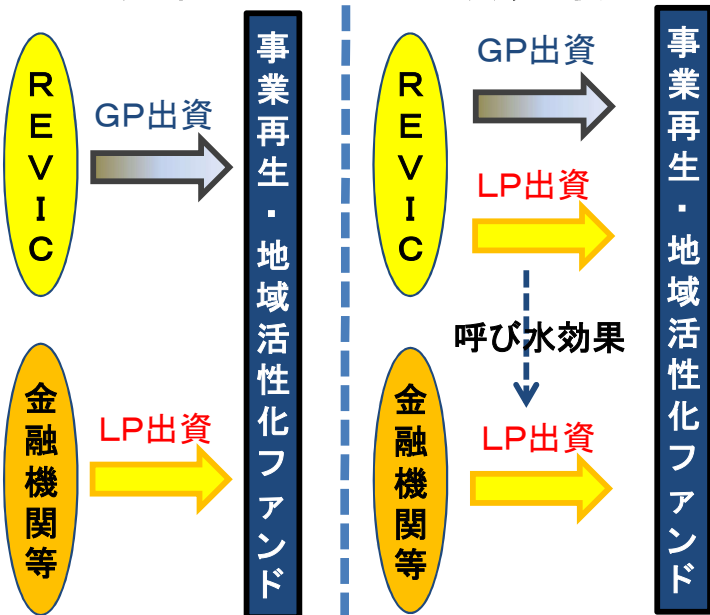 REVIC
GP出資
事業再生・地域活性化ファンド
金融機関等
LP出資
REVIC
GP出資
LP出資
呼び水効果
事業再生・地域活性化ファンド
金融機関等
LP出資